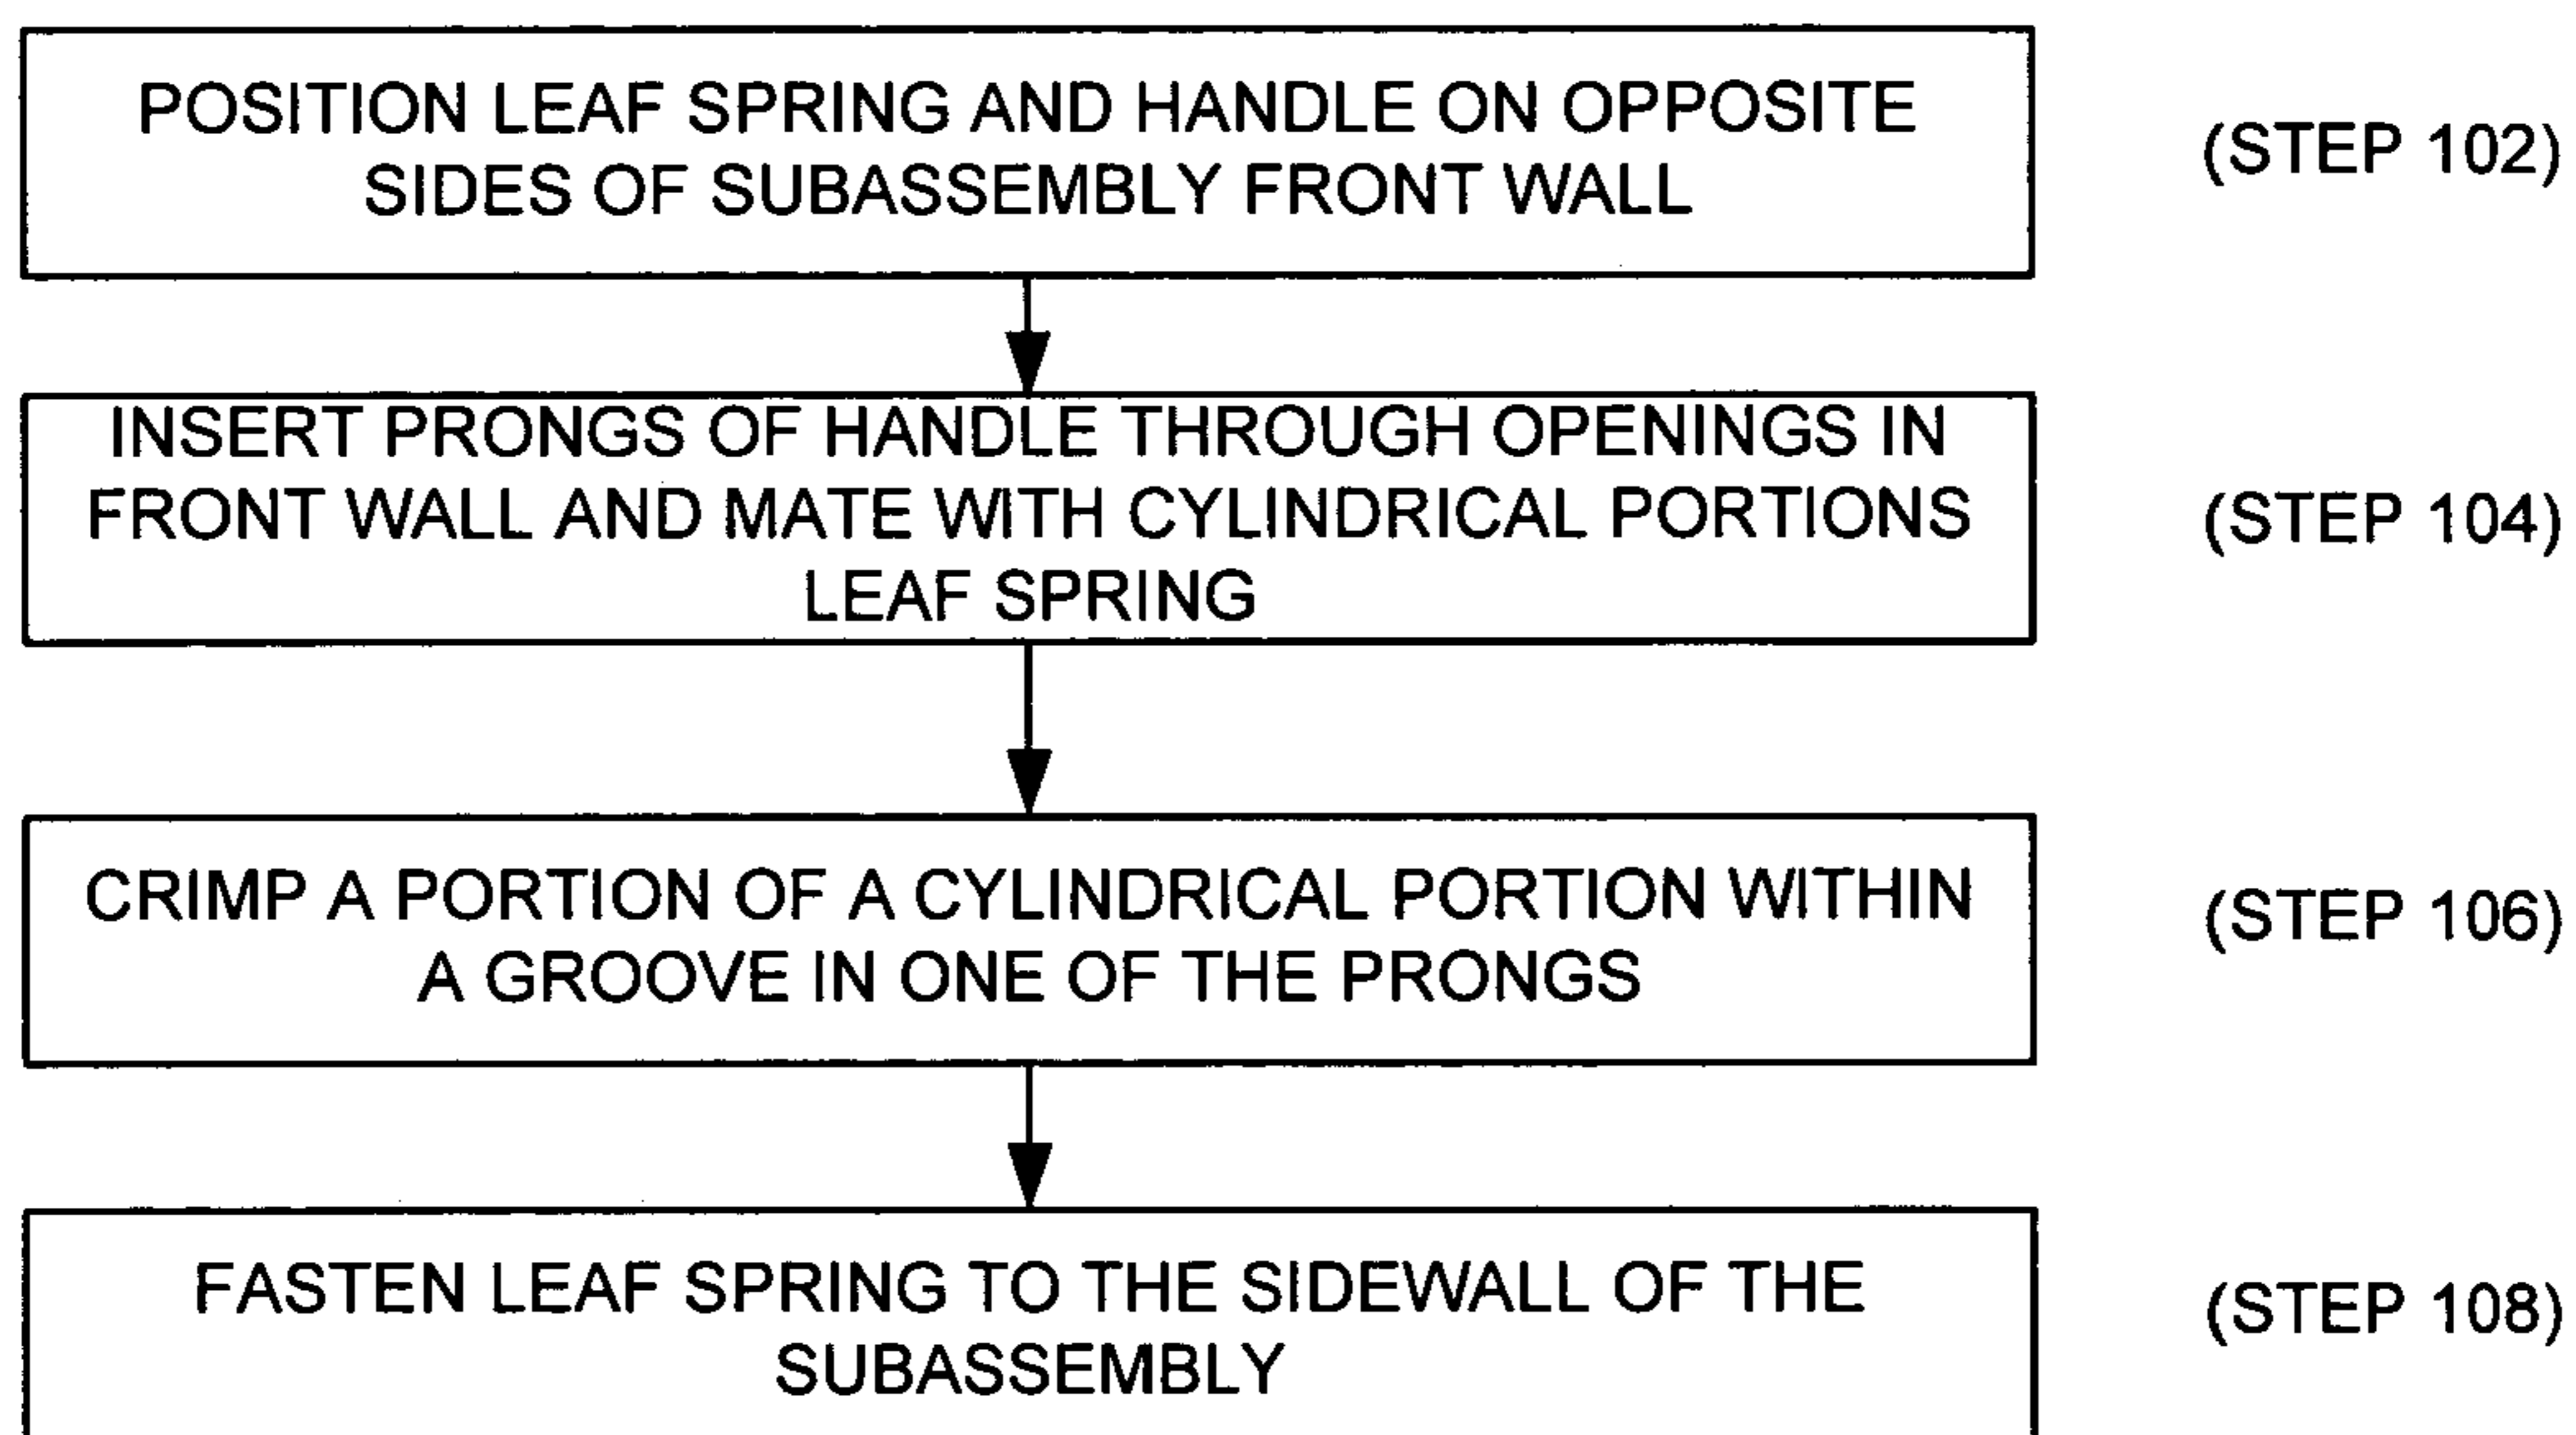 POSITION LEAF SPRING AND HANDLE ON OPPOSITE
SIDES OF SUBASSEMBLY FRONT WALL
(STEP 102)
INSERT PRONGS OF HANDLE THROUGH OPENINGS IN
FRONT WALL AND MATE WITH CYLINDRICAL PORTIONS
LEAF SPRING
(STEP 104)
CRIMP A PORTION OF A CYLINDRICAL PORTION WITHIN
A GROOVE IN ONE OF THE PRONGS
(STEP 106)
FASTEN LEAF SPRING TO THE SIDEWALL OF THE
SUBASSEMBLY
(STEP 108)